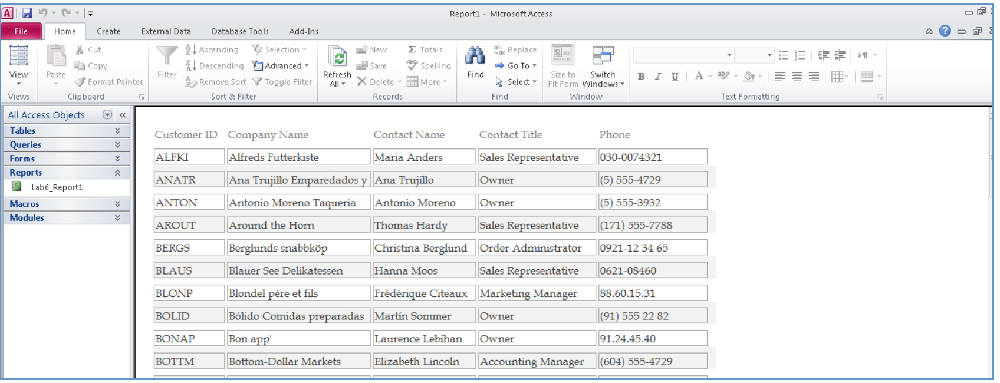 A
Report1 - Microsoft Access
File Home Create External Data Database Tools Add-Ins
Cut Ascending Selection New Σ Totals Replace
Copy Descending Advanced Save Spelling Go To
View Paste Format Painter Filter Remove Sort Toggle Filter Refresh All Delete More Find Select Size to Fit Form Switch Windows B I U A
Views Clipboard Sort & Filter Records Find Window Text Formatting
All Access Objects
Tables
Queries
Forms
Reports
Lab6_Report1
Macros
Modules
Customer ID Company Name Contact Name Contact Title Phone
ALFKI Alfreds Futterkiste Maria Anders Sales Representative 030-0074321
ANATR Ana Trujillo Emparedados y Ana Trujillo Owner (5) 555-4729
ANTON Antonio Moreno Taquería Antonio Moreno Owner (5) 555-3932
AROUT Around the Horn Thomas Hardy Sales Representative (171) 555-7788
BERGS Berglunds snabbköp Christina Berglund Order Administrator 0921-12 34 65
BLAUS Blauer See Delikatessen Hanna Moos Sales Representative 0621-08460
BLONP Blondel père et fils Frédérique Citeaux Marketing Manager 88.60.15.31
BOLID Bólido Comidas preparadas Martín Sommer Owner (91) 555 22 82
BONAP Bon app' Laurence Lebihan Owner 91.24.45.40
BOTTM Bottom-Dollar Markets Elizabeth Lincoln Accounting Manager (604) 555-4729